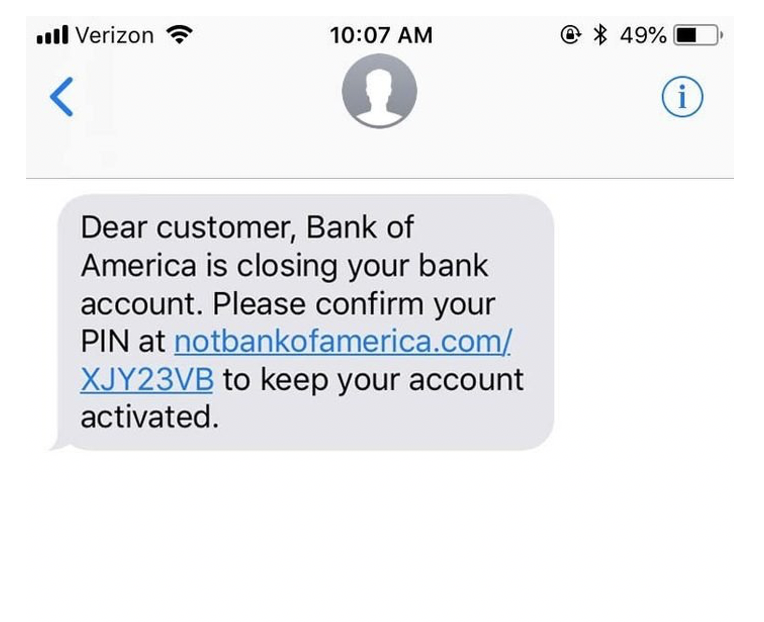 Verizon 10:07 AM 49%
Dear customer, Bank of
America is closing your bank
account. Please confirm your
PIN at notbankofamerica.com/
XJY23VB to keep your account
activated.